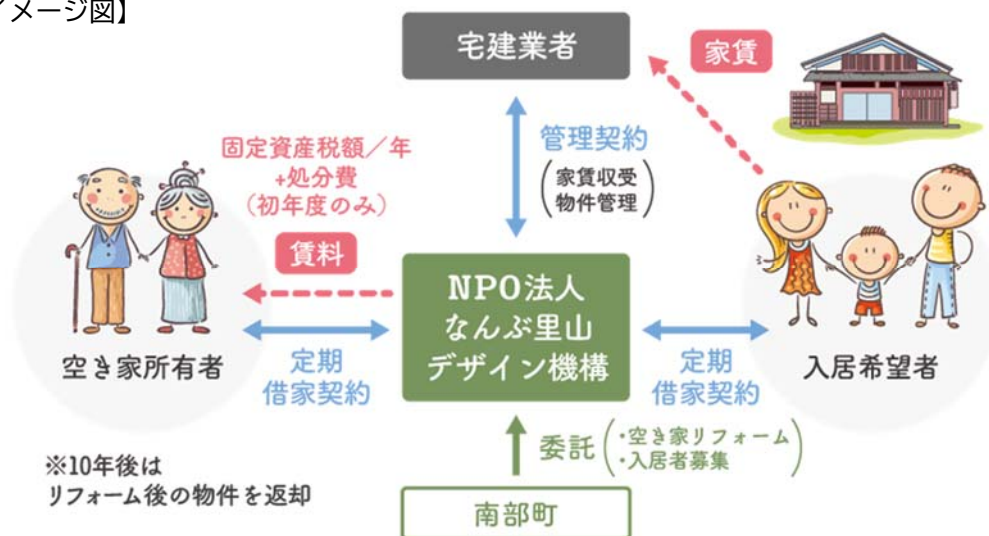 イメージ図】
宅建業者
家賃
管理契約
(家賃収受
物件管理)
固定資産税額/年
+処分費
(初年度のみ)
賃料
NPO法人
なんぶ里山
デザイン機構
空き家所有者
定期
借家契約
定期
借家契約
入居希望者
委託
(・空き家リフォーム
・入居者募集)
※10年後は
リフォーム後の物件を返却
南部町